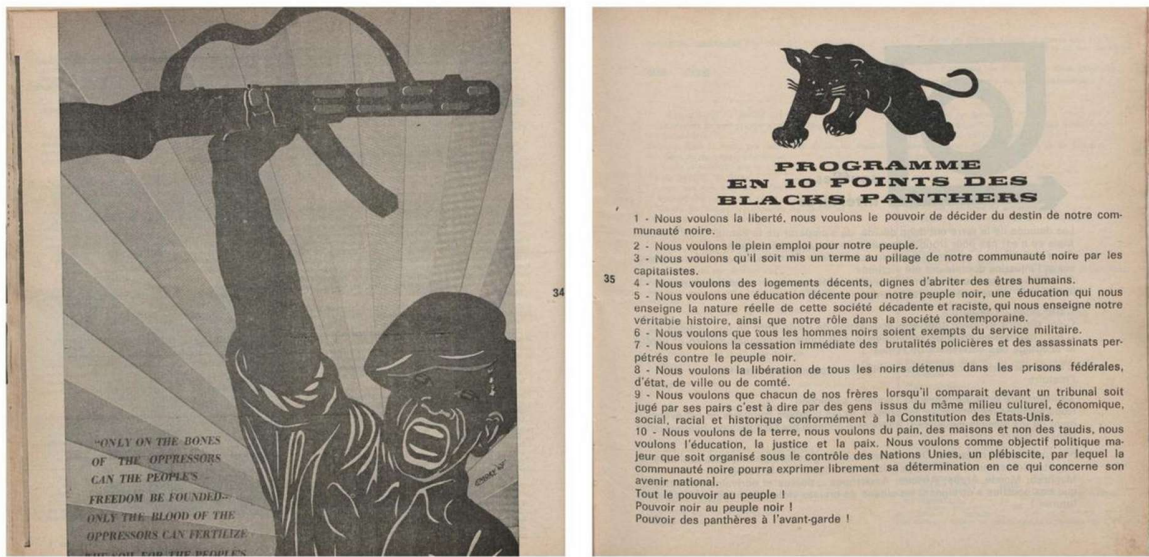 "ONLY ON THE BONES
OF THE OPPRESSORS
CAN THE PEOPLE'S
FREEDOM BE FOUNDED—
ONLY THE BLOOD OF THE
OPPRESSORS CAN FERTILIZE
THE SOIL FOR THE PEOPLE'S
34
PROGRAMME
EN 10 POINTS DES
BLACKS PANTHERS
1 - Nous voulons la liberté, nous voulons le pouvoir de décider du destin de notre com-
munauté noire.
2 - Nous voulons le plein emploi pour notre peuple.
3 - Nous voulons qu'il soit mis un terme au pillage de notre communauté noire par les
capitalistes.
35
4 - Nous voulons des logements décents, dignes d'abriter des êtres humains.
5 - Nous voulons une éducation décente pour notre peuple noir, une éducation qui nous
enseigne la nature réelle de cette société décadente et raciste, qui nous enseigne notre
véritable histoire, ainsi que notre rôle dans la société contemporaine.
6 - Nous voulons que tous les hommes noirs soient exempts du service militaire.
7 - Nous voulons la cessation immédiate des brutalités policières et des assassinats per-
pétrés contre le peuple noir.
8 - Nous voulons la libération de tous les noirs détenus dans les prisons fédérales,
d'état, de ville ou de comté.
9 - Nous voulons que chacun de nos frères lorsqu'il comparait devant un tribunal soit
jugé par ses pairs c'est à dire par des gens issus du même milieu culturel, économique,
social, racial et historique conformément à la Constitution des Etats-Unis.
10 - Nous voulons de la terre, nous voulons du pain, des maisons et non des taudis, nous
voulons l'éducation, la justice et la paix. Nous voulons comme objectif politique ma-
jeur que soit organisé sous le contrôle des Nations Unies, un plébiscite, par lequel la
communauté noire pourra exprimer librement sa détermination en ce qui concerne son
avenir national.
Tout le pouvoir au peuple !
Pouvoir noir au peuple noir !
Pouvoir des panthères à l'avant-garde !